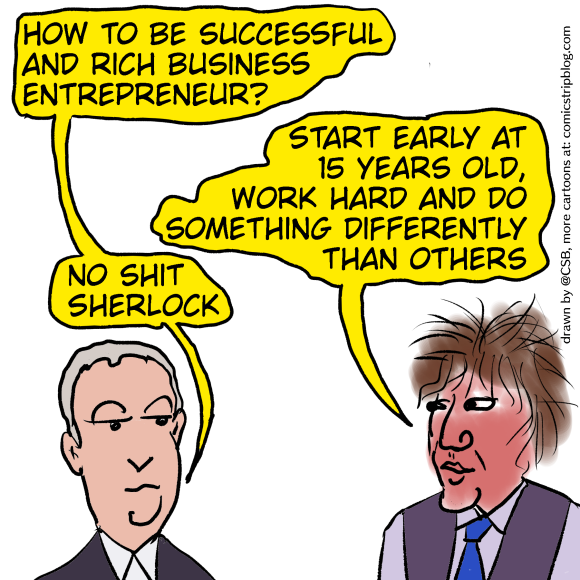 HOW TO BE SUCCESSFUL
AND RICH BUSINESS
ENTREPRENEUR?
START EARLY AT
15 YEARS OLD,
WORK HARD AND DO
SOMETHING DIFFERENTLY
THAN OTHERS
NO SHIT
SHERLOCK
drawn by @CSB, more cartoons at: comicstripblog.com